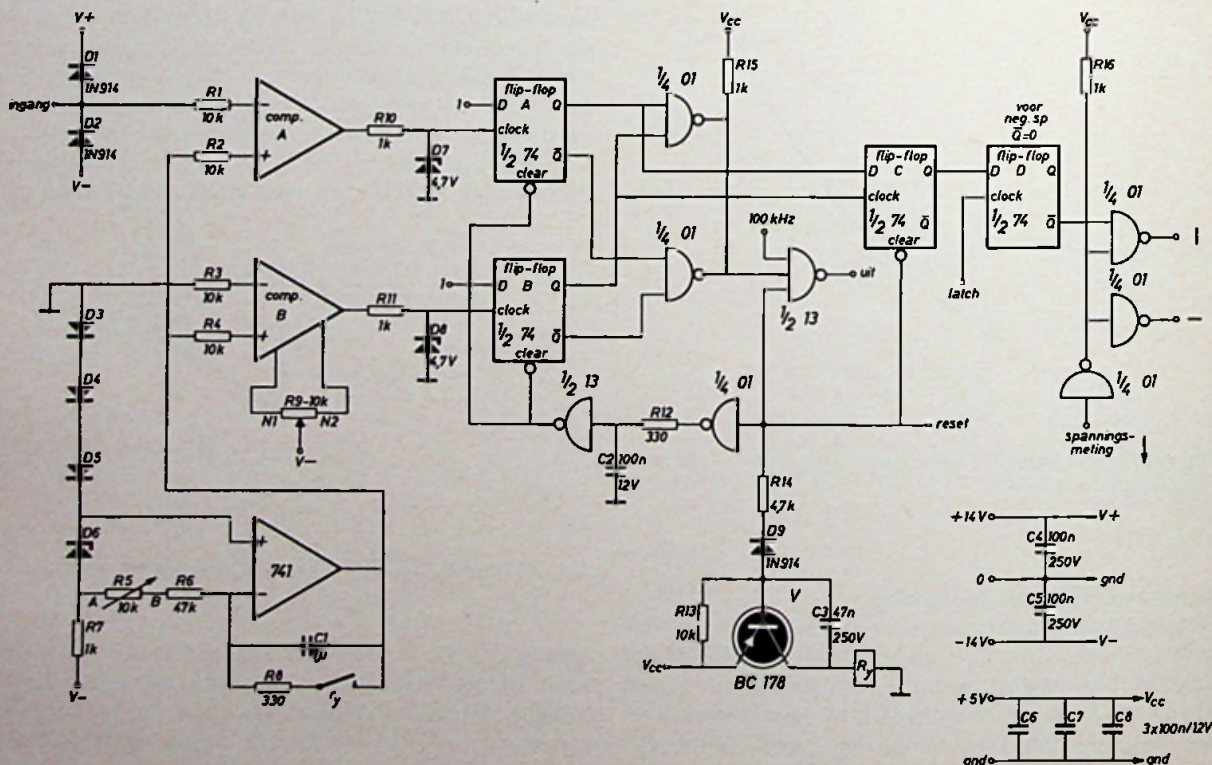 V+
D1
1N914
ingang
D2
1N914
V-
R1
10k
R2
10k
-
comp.
A
+
R10
1k
D7
4,7V
1
flip-flop
D A Q
clock
1/2 74 Q̅
clear
1/4 01
Vcc
R15
1k
R3
10k
R4
10k
-
comp.
B
+
R11
1k
D8
4,7V
1
flip-flop
D B Q
clock
1/2 74 Q̅
clear
1/4 01
100 kHz
uit
1/2 13
flip-flop
D C Q
clock
1/2 74 Q̅
clear
voor
neg. sp
Q̅=0
flip-flop
D D Q
clock
1/2 74 Q̅
latch
Vcc
R16
1k
1/4 01
1/4 01
1/4 01
spannings-
meting
D3
D4
D5
D6
R9-10k
N1
N2
V-
1/2 13
R12
330
C2 100n
12V
1/4 01
reset
R14
4,7k
D9
1N914
V
R13
10k
C3 47n
250V
Vcc
BC 178
Ry
+
741
-
A
R5
10k
B
R6
47k
R7
1k
V-
C1
1µ
R8
330
ry
+14V
V+
C4 100n
250V
0
gnd
C5 100n
250V
-14V
V-
+5V
Vcc
C6
C7
C8
3x100n/12V
gnd
gnd